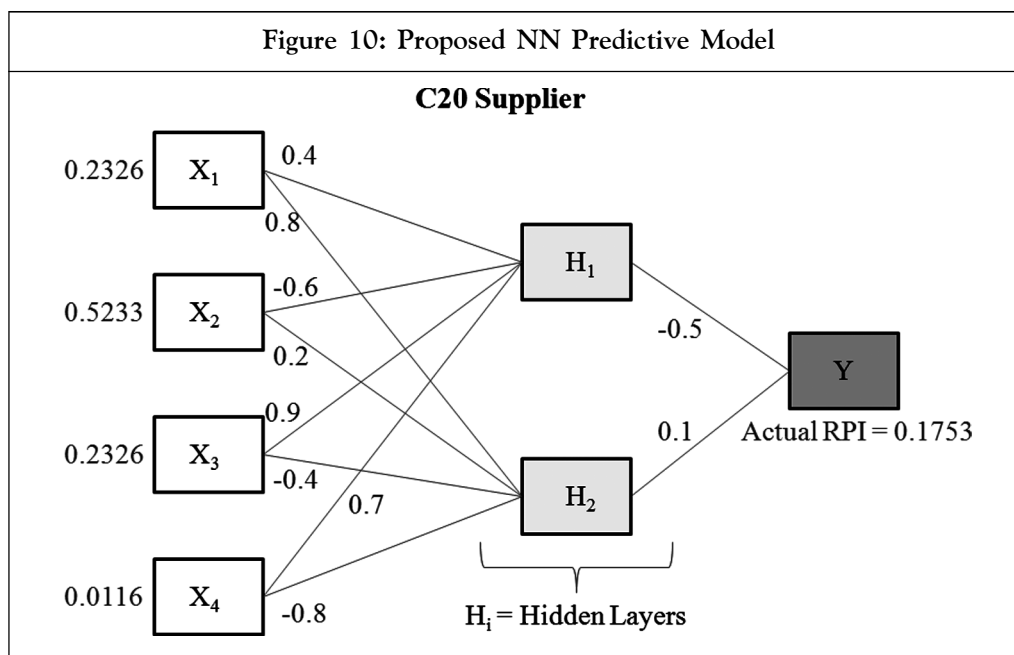 Figure 10: Proposed NN Predictive Model
C20 Supplier
0.2326 X₁ 0.4
0.8
H₁
0.5233 X₂ -0.6
0.2
-0.5
Y
Actual RPI = 0.1753
0.2326 X₃ 0.9
-0.4
0.7
0.1
H₂
0.0116 X₄
-0.8
Hᵢ = Hidden Layers